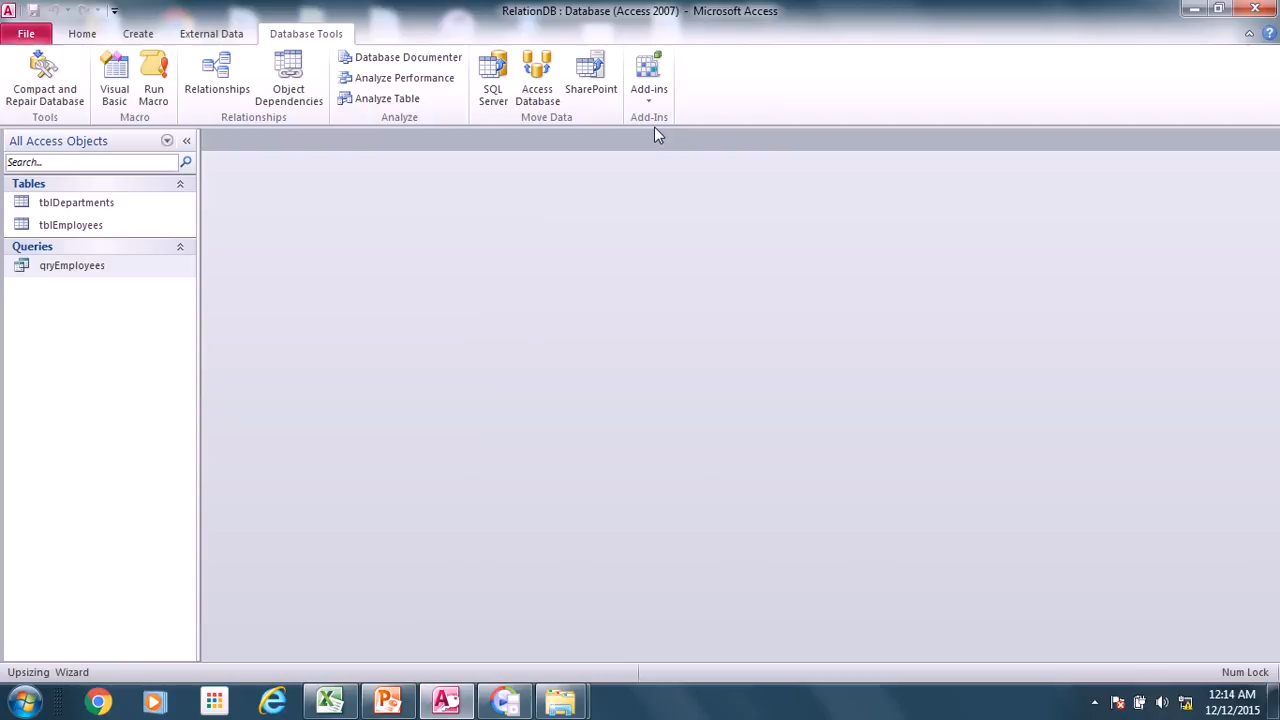 RelationDB : Database (Access 2007) - Microsoft Access
File Home Create External Data Database Tools
Compact and Repair Database
Tools
Visual Basic
Run Macro
Macro
Relationships
Object Dependencies
Relationships
Database Documenter
Analyze Performance
Analyze Table
Analyze
SQL Server
Access Database
SharePoint
Move Data
Add-ins
Add-Ins
All Access Objects
Search...
Tables
tblDepartments
tblEmployees
Queries
qryEmployees
Upsizing Wizard
Num Lock
12:14 AM
12/12/2015